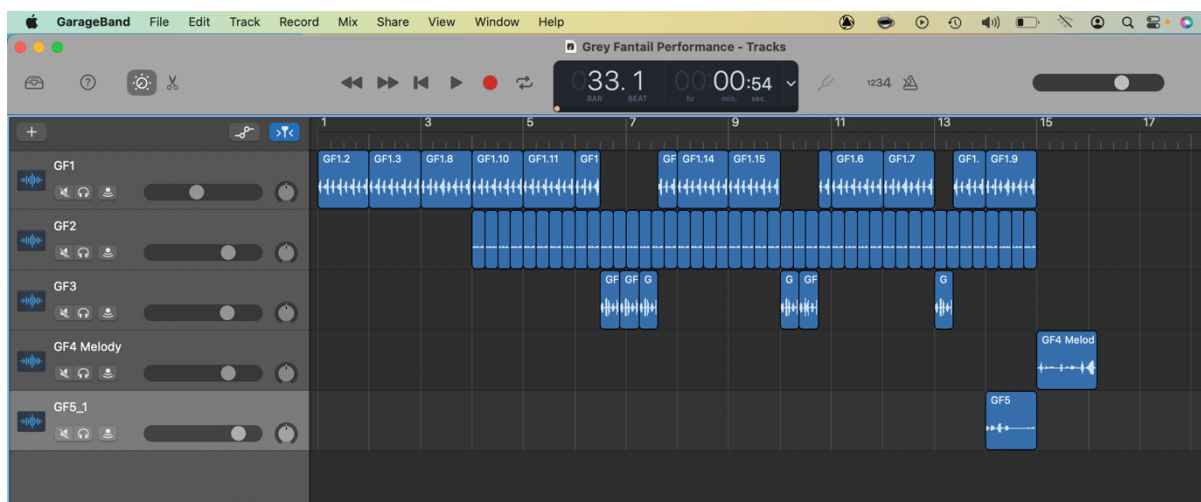 GarageBand File Edit Track Record Mix Share View Window Help
Grey Fantail Performance - Tracks
033.1 00:00:54 1234
BAR BEAT hr min. sec.
1 3 5 7 9 11 13 15 17
GF1
GF1.2 GF1.3 GF1.8 GF1.10 GF1.11 GF1 GF GF1.14 GF1.15 GF1.6 GF1.7 GF1. GF1.9
GF2
GF3
GF GF G G GF G
GF4 Melody
GF4 Melod
GF5_1
GF5